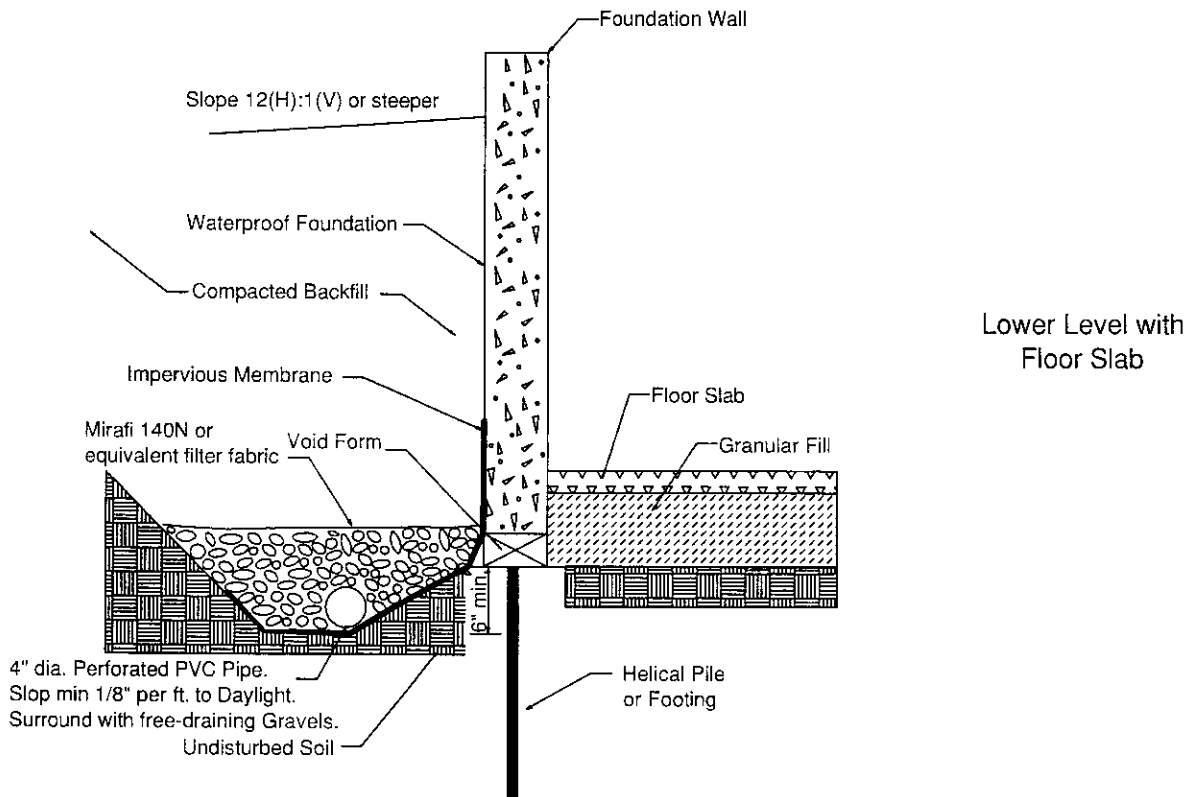 Foundation Wall
Slope 12(H):1(V) or steeper
Waterproof Foundation
Compacted Backfill
Lower Level with
Floor Slab
Impervious Membrane
Floor Slab
Mirafi 140N or
equivalent filter fabric
Void Form
Granular Fill
6" min.
4" dia. Perforated PVC Pipe.
Slop min 1/8" per ft. to Daylight.
Surround with free-draining Gravels.
Undisturbed Soil
Helical Pile
or Footing